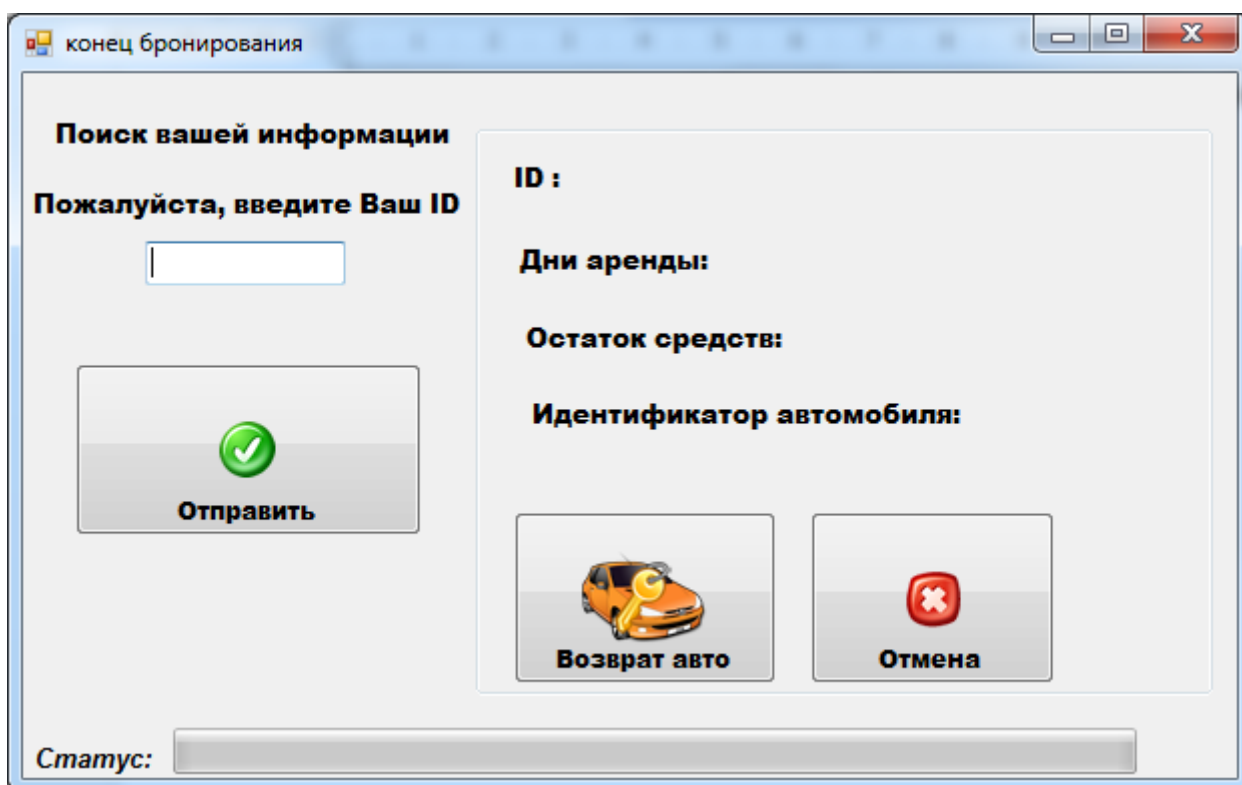 конец бронирования
Поиск вашей информации
Пожалуйста, введите Ваш ID
Отправить
ID :
Дни аренды:
Остаток средств:
Идентификатор автомобиля:
Возврат авто
Отмена
Статус: